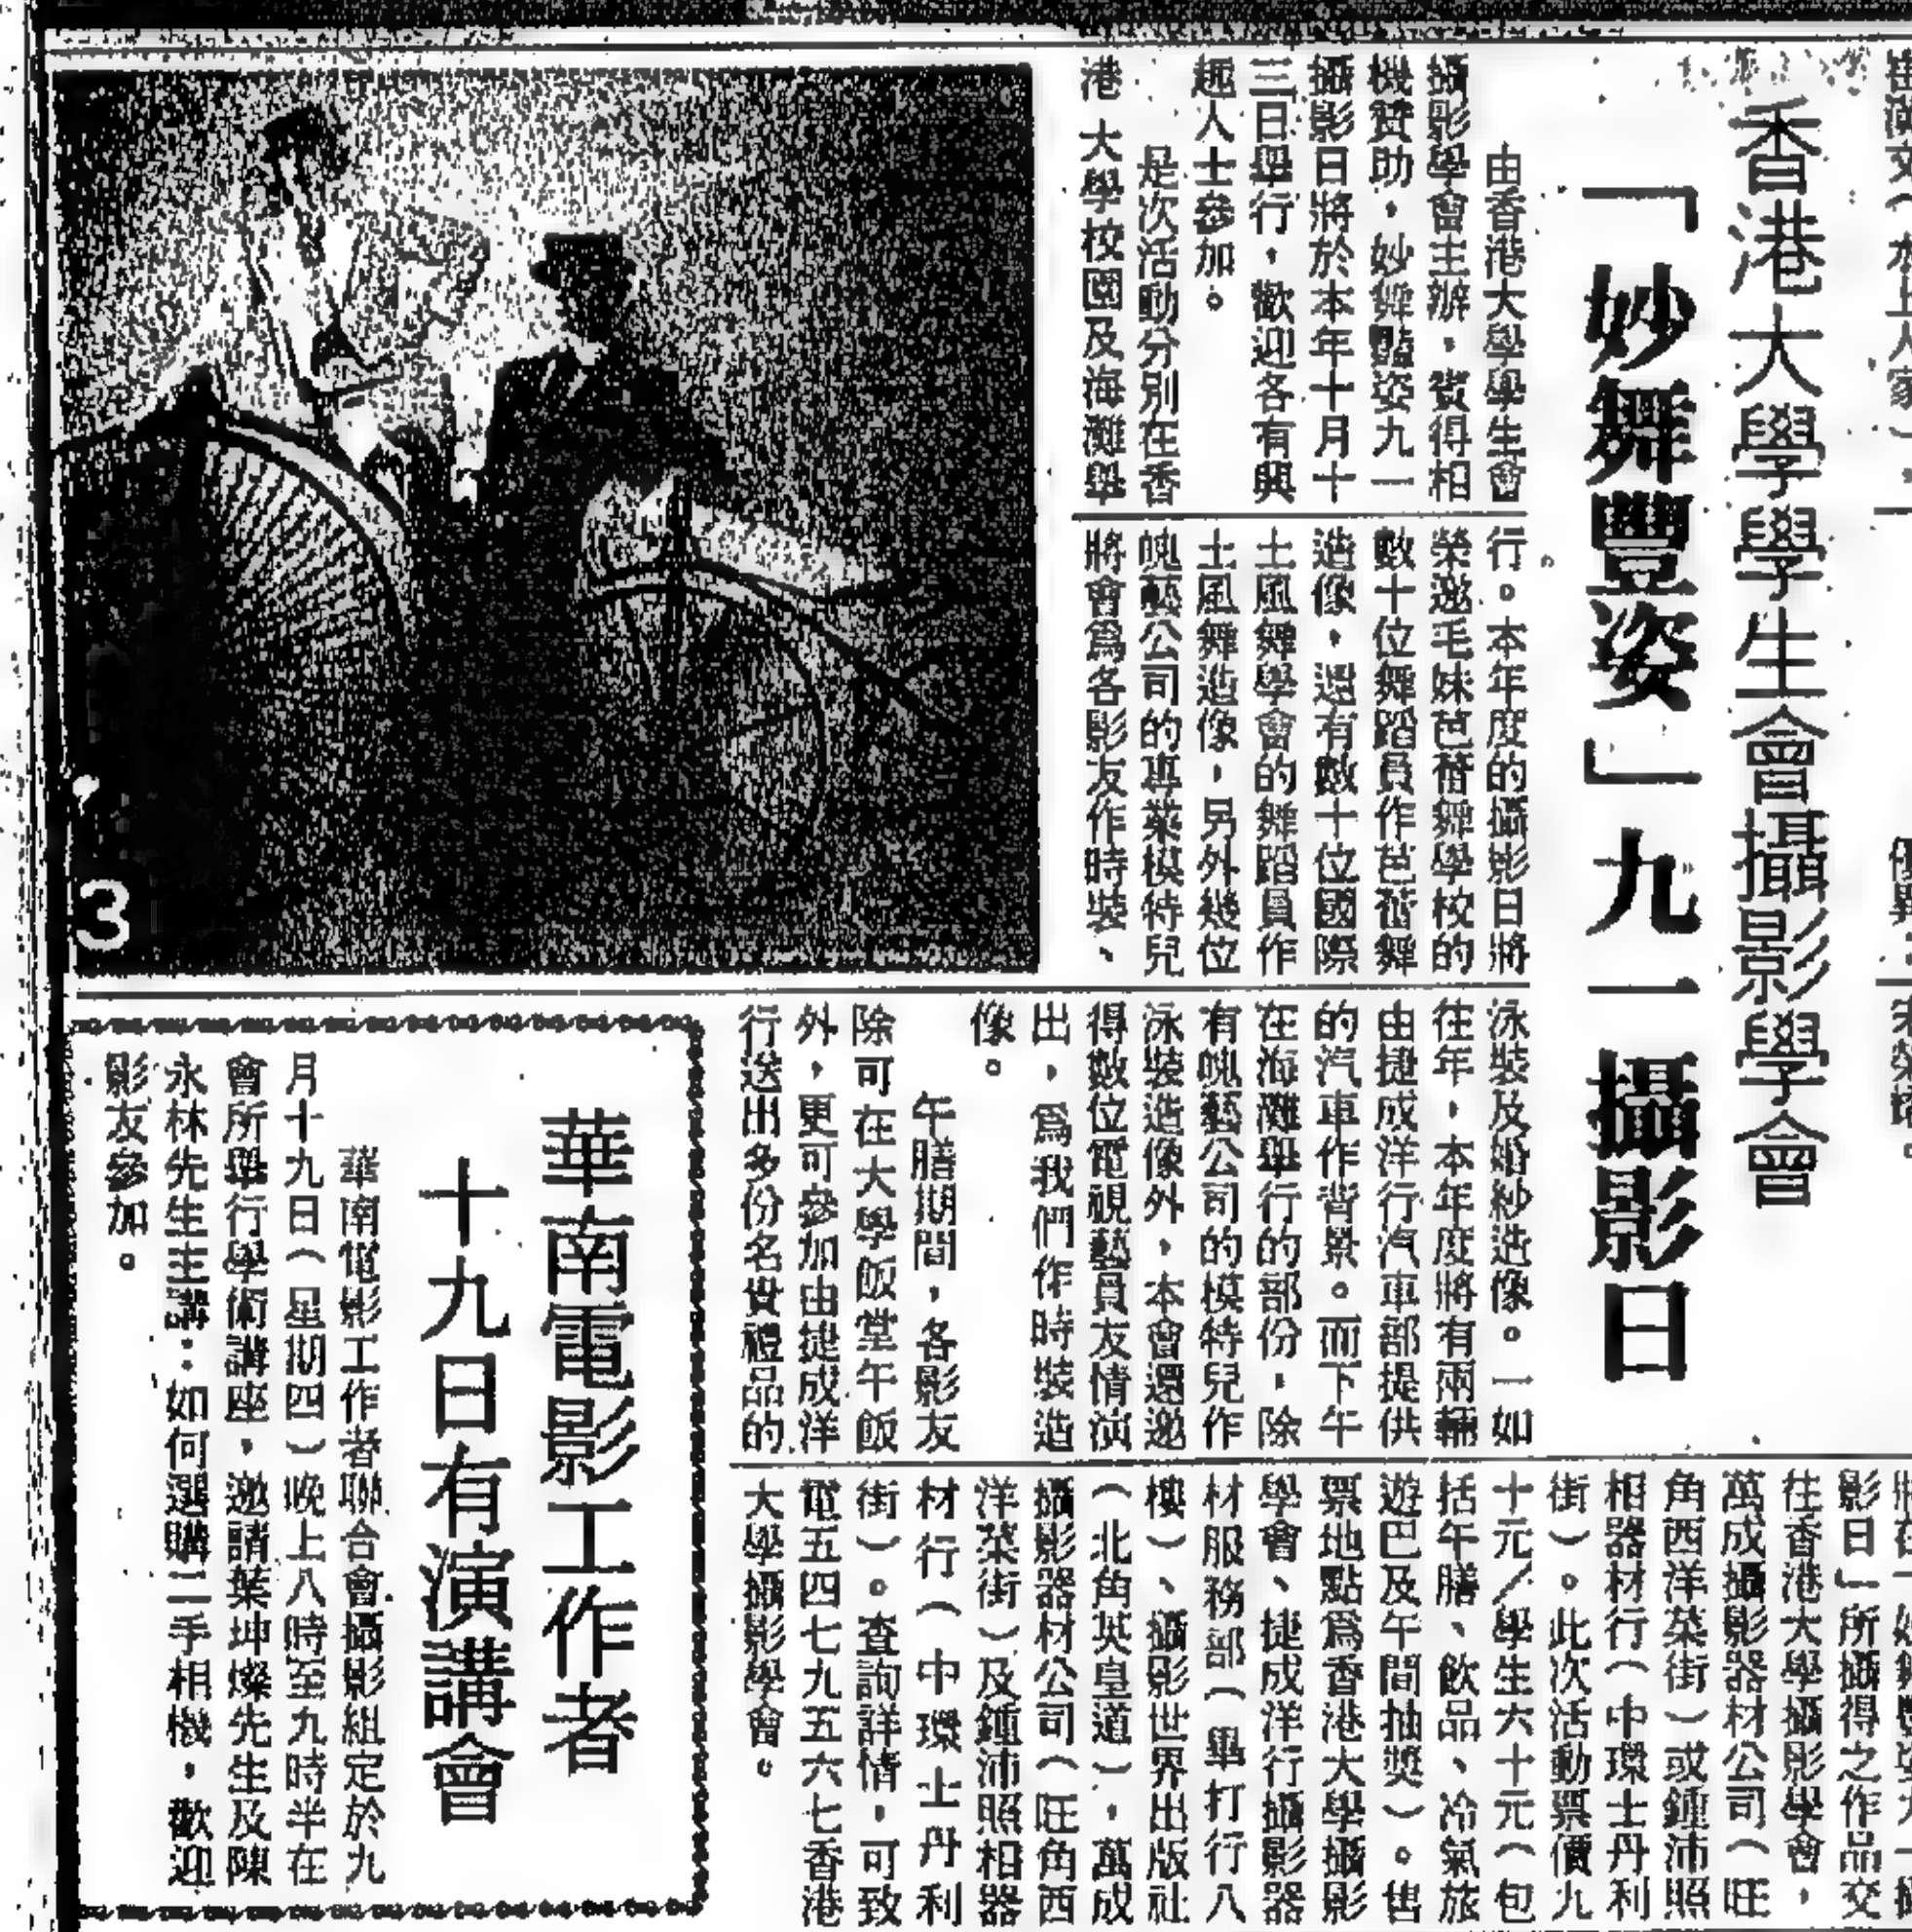 香港大學學生會攝影學會
「妙舞豐姿」九一攝影日
由香港大學學生會
攝影學會主辦，賓得相
機贊助，妙舞豔姿九一
攝影日將於本年十月十
三日舉行，歡迎各有興
趣人士參加。
是次活動分別在香
港大學校園及海灘舉
行。本年度的攝影日將
榮邀毛妹芭蕾舞學校的
數十位舞蹈員作芭蕾舞
造像，還有數十位國際
土風舞學會的舞蹈員作
土風舞造像，另外幾位
藝公司的專業模特兒
將會爲各影友作時裝、
泳裝及婚紗造像。一如
往年，本年度將有兩輛
由捷成洋行汽車部提供
的汽車作背景。而下午
在海灘舉行的部份，除
有藝公司的模特兒作
泳裝造像外，本會還邀
得數位電視藝員友情演
出，爲我們作時裝造
像。
午膳期間，各影友
除可在大學飯堂午飯
外，更可參加由捷成洋
行送出多份名貴禮品的
遊巴及午間抽獎）。售
票地點爲香港大學攝影
學會、捷成洋行攝影器
材服務部（畢打行八
樓）、攝影世界出版社
（北角英皇道），萬成
攝影器材公司（旺角西
洋菜街）及鍾沛照相器
材行（中環士丹利
街）。查詢詳情，可致
電五四七九五六七香港
大學攝影學會。
影日」所攝得之作品交
往香港大學攝影學會，
萬成攝影器材公司（旺
角西洋菜街）或鍾沛照
相器材行（中環士丹利
街）。此次活動票價九
十元／學生六十元（包
括午膳、飲品、冷氣旅
華南電影工作者
十九日有演講會
華南電影工作者聯合會攝影組定於九
月十九日（星期四）晚上八時至九時半在
會所舉行學術講座，邀請葉坤燦先生及陳
永林先生主講：如何選購二手相機，歡迎
影友參加。
3